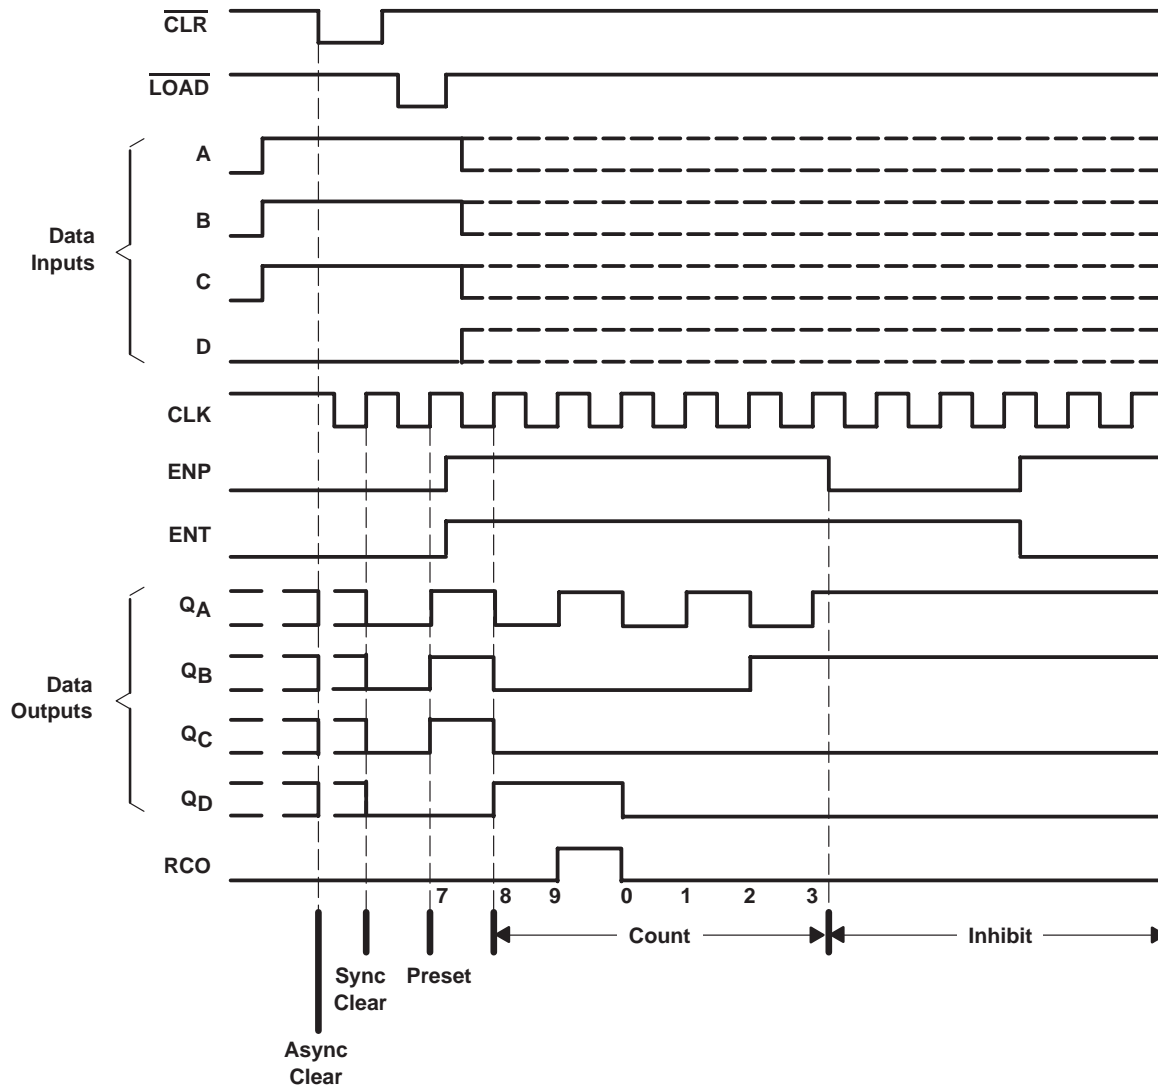 CLR
LOAD
A
B
Data
Inputs
C
D
CLK
ENP
ENT
QA
QB
Data
Outputs
QC
QD
RCO
7 8 9 0 1 2 3
Count Inhibit
Sync
Clear
Preset
Async
Clear